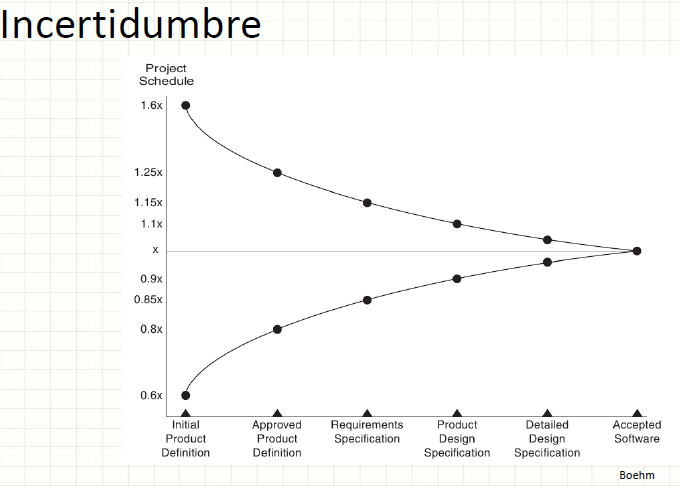 Incertidumbre
Project
Schedule
1.6x
1.25x
1.15x
1.1x
x
0.9x
0.85x
0.8x
0.6x
Initial
Product
Definition
Approved
Product
Definition
Requirements
Specification
Product
Design
Specification
Detailed
Design
Specification
Accepted
Software
Boehm